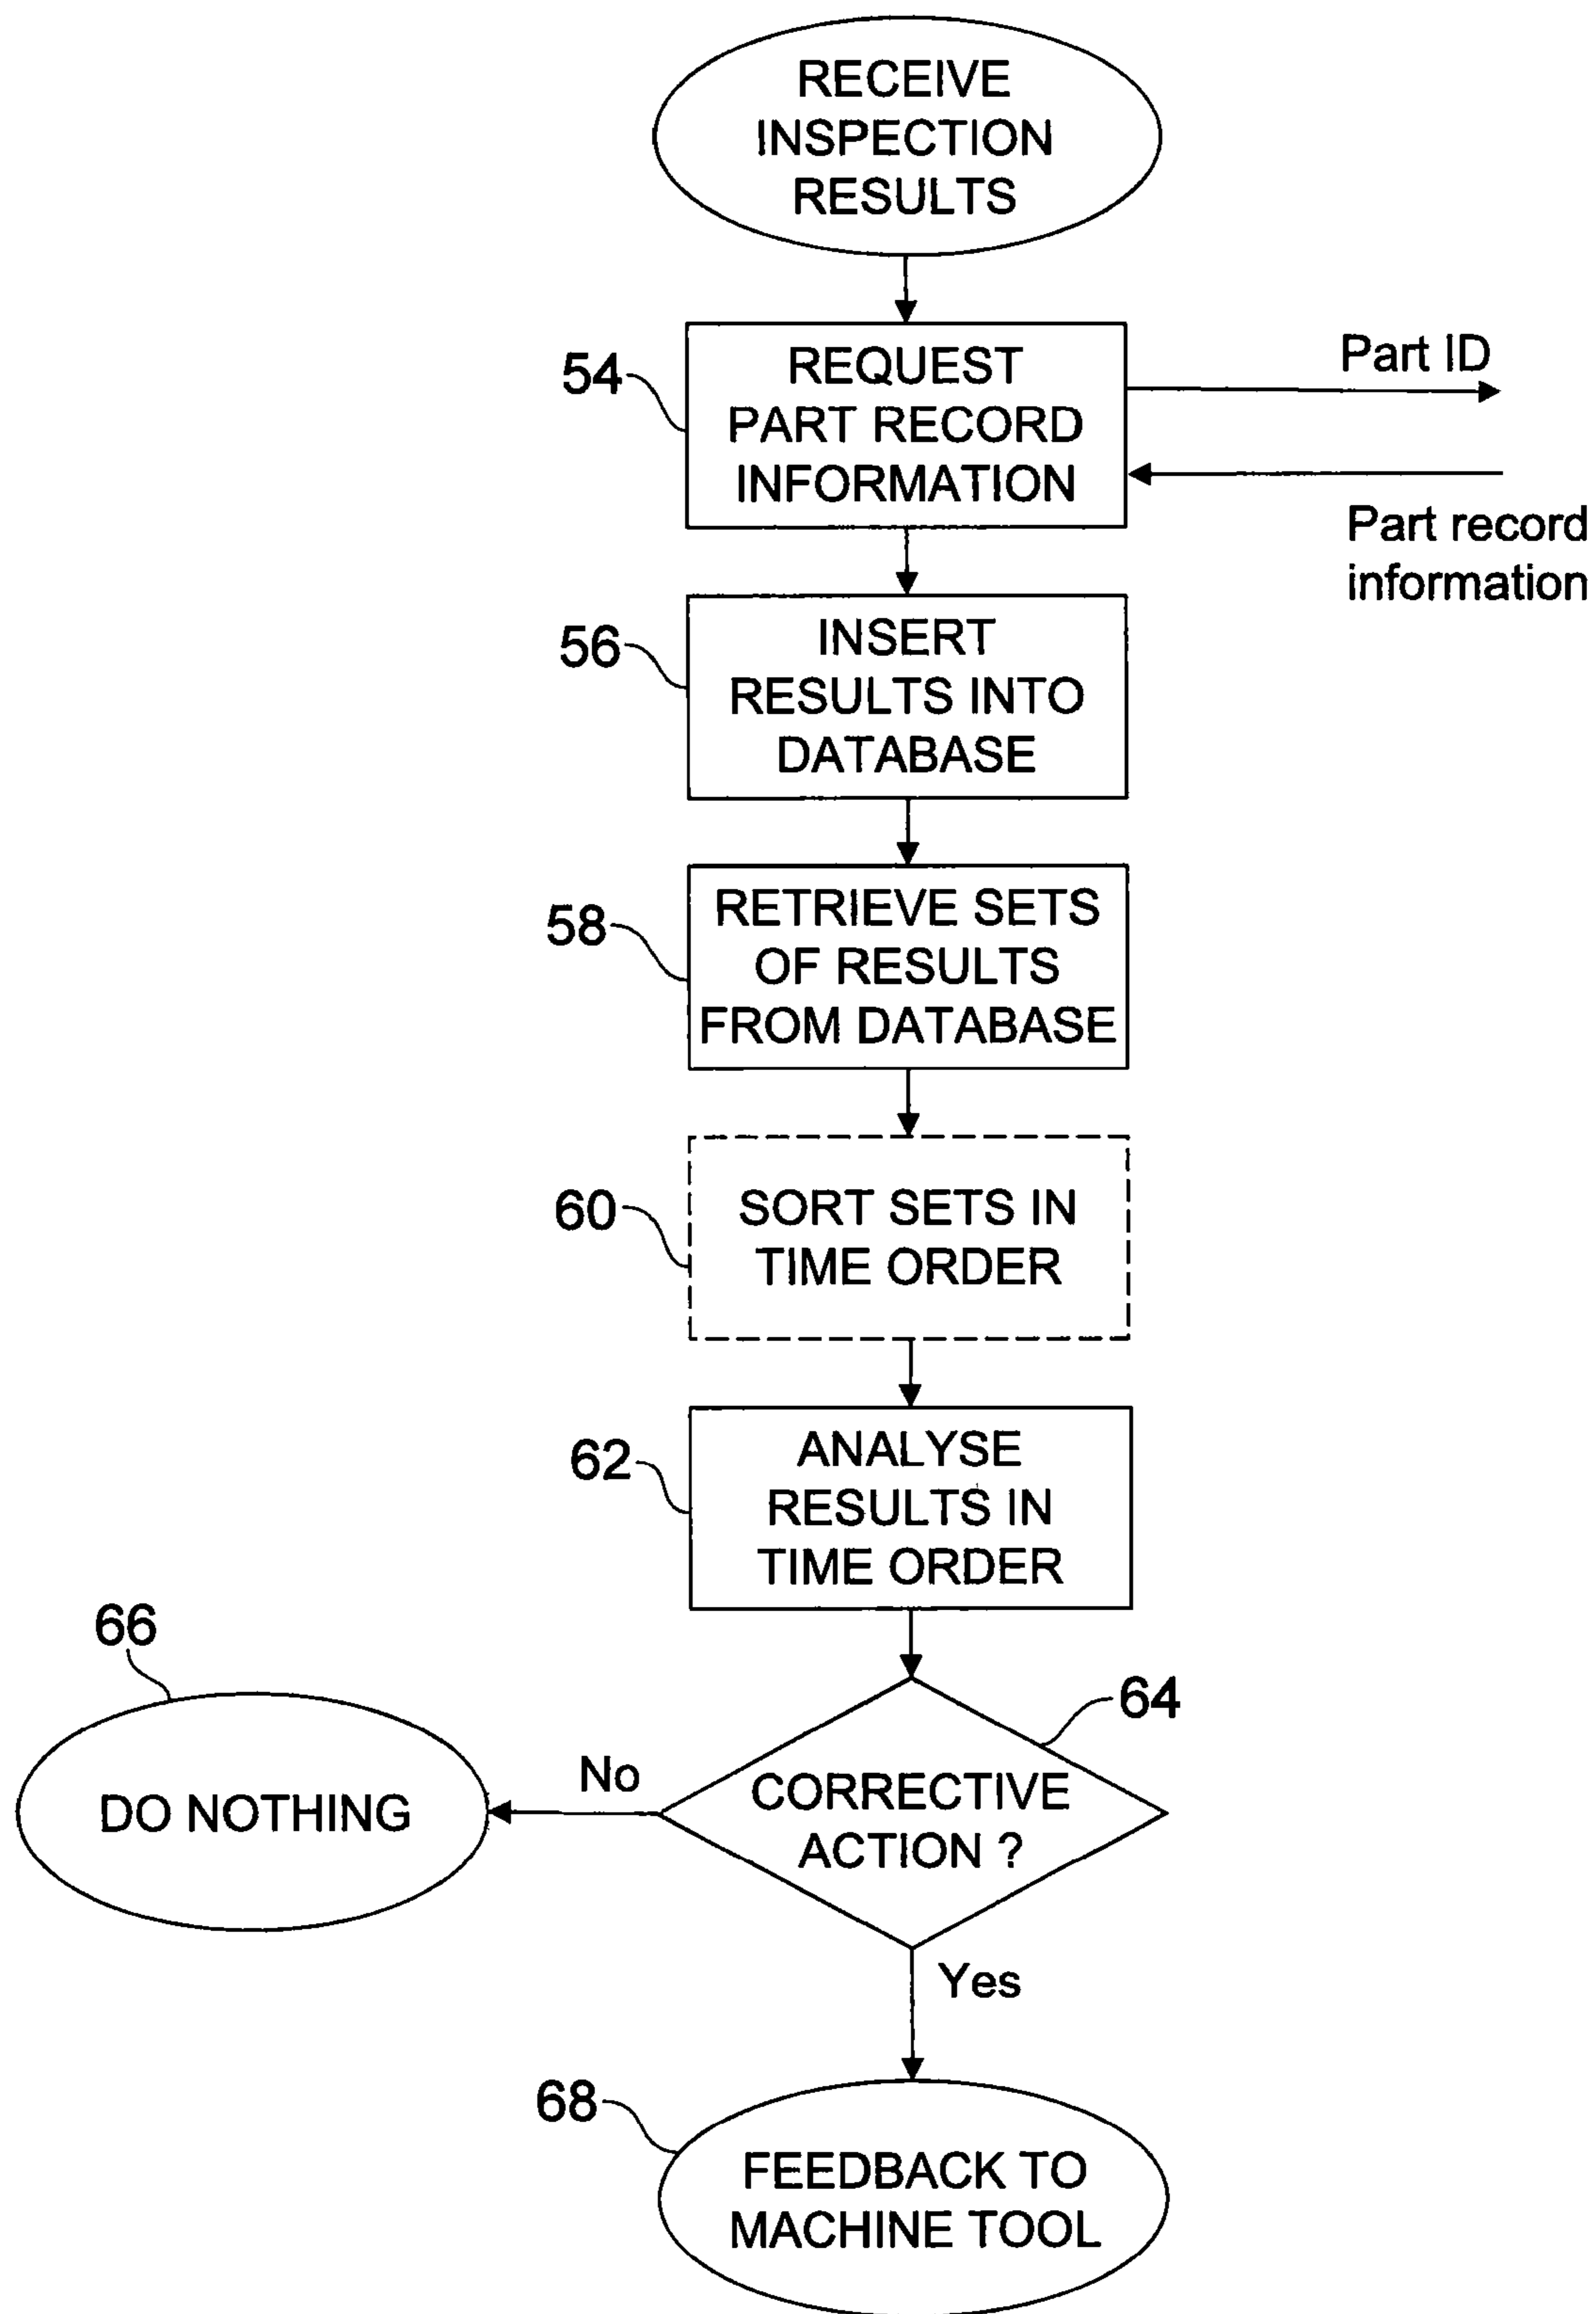 RECEIVE
INSPECTION
RESULTS
54
REQUEST
PART RECORD
INFORMATION
Part ID
Part record
information
56
INSERT
RESULTS INTO
DATABASE
58
RETRIEVE SETS
OF RESULTS
FROM DATABASE
60
SORT SETS IN
TIME ORDER
62
ANALYSE
RESULTS IN
TIME ORDER
64
CORRECTIVE
ACTION ?
No
66
DO NOTHING
Yes
68
FEEDBACK TO
MACHINE TOOL